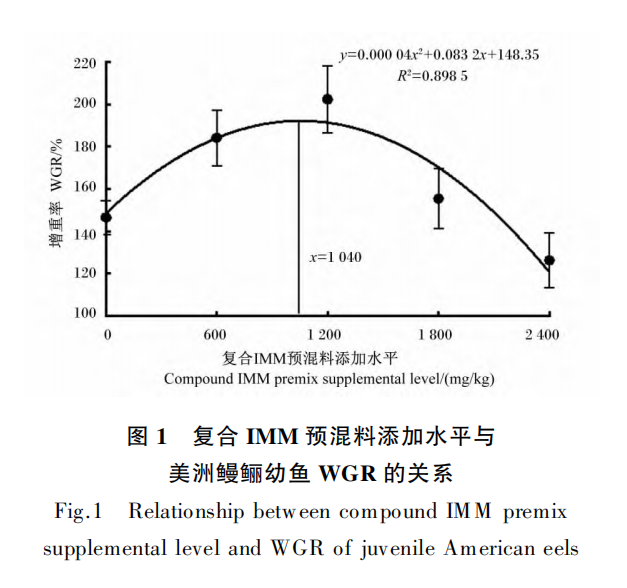 y=0.000 04x²+0.083 2x+148.35
R²=0.898 5
220
200
180
160
140
120
100
增重率 WGR/%
x=1 040
0 600 1 200 1 800 2 400
复合IMM预混料添加水平
Compound IMM premix supplemental level/(mg/kg)
图 1 复合 IMM 预混料添加水平与
美洲鳗鲡幼鱼 WGR 的关系
Fig.1 Relationship between compound IMM premix
supplemental level and WGR of juvenile American eels